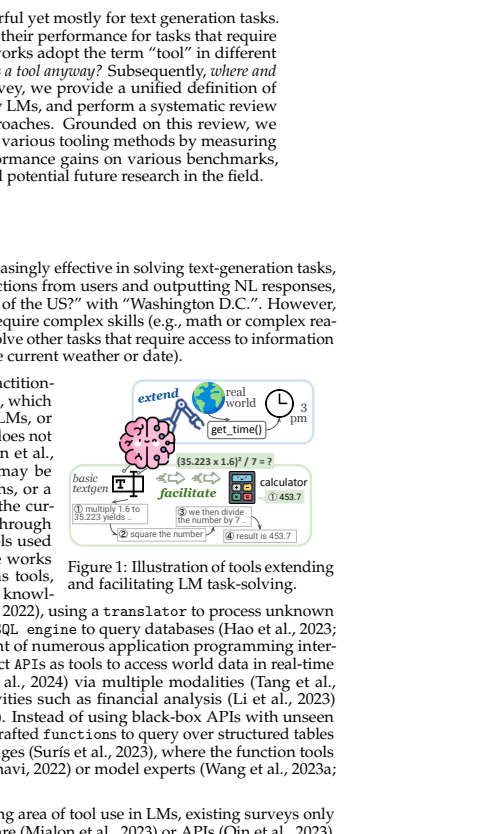 rful yet mostly for text generation tasks.
their performance for tasks that require
orks adopt the term “tool” in different
a tool anyway? Subsequently, where and
vey, we provide a unified definition of
LMs, and perform a systematic review
roaches. Grounded on this review, we
various tooling methods by measuring
ormance gains on various benchmarks,
potential future research in the field.
asingly effective in solving text-generation tasks,
ctions from users and outputting NL responses,
of the US?” with “Washington D.C.”. However,
equire complex skills (e.g., math or complex rea-
olve other tasks that require access to information
e current weather or date).
actition-
, which
LMs, or
does not
n et al.,
may be
ns, or a
the cur-
hrough
ols used
e works
as tools,
knowl-
extend
real
world
3
pm
get_time()
(35.223 x 1.6)² / 7 = ?
basic
textgen
T
facilitate
calculator
① 453.7
① multiply 1.6 to
35.223 yields ..
③ we then divide
the number by 7 ..
② square the number
④ result is 453.7
Figure 1: Illustration of tools extending
and facilitating LM task-solving.
2022), using a translator to process unknown
SQL engine to query databases (Hao et al., 2023;
nt of numerous application programming inter-
ct APIs as tools to access world data in real-time
al., 2024) via multiple modalities (Tang et al.,
vities such as financial analysis (Li et al., 2023)
). Instead of using black-box APIs with unseen
rafted functions to query over structured tables
ges (Surís et al., 2023), where the function tools
navi, 2022) or model experts (Wang et al., 2023a;
ng area of tool use in LMs, existing surveys only
are (Mialon et al., 2023) or APIs (Qin et al., 2023),